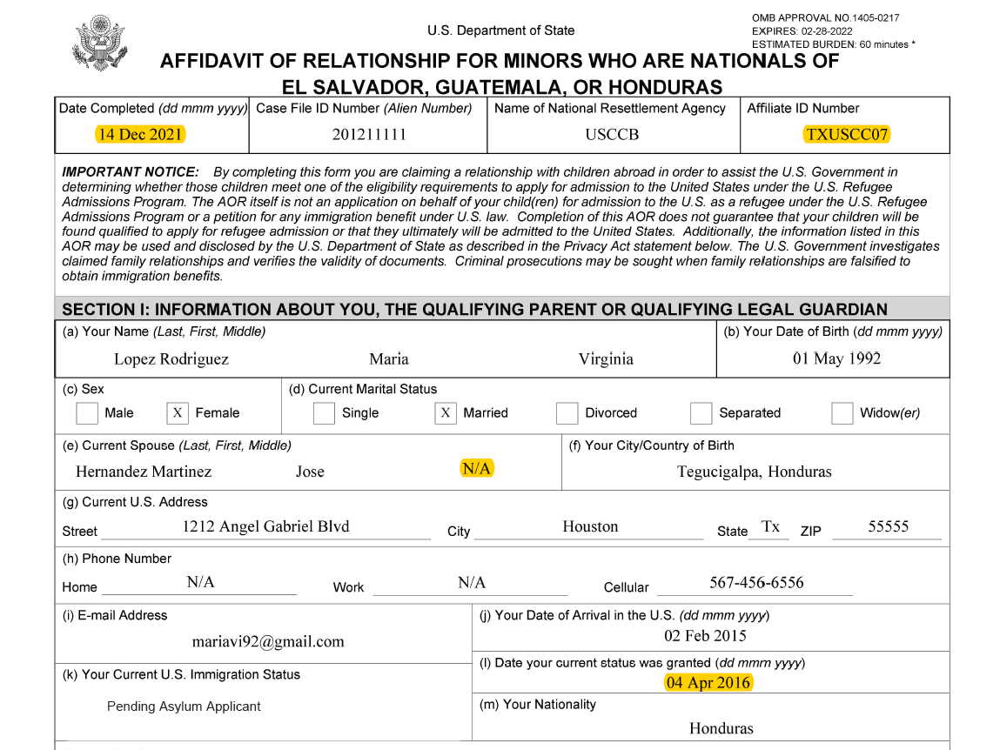 OMB APPROVAL NO.1405-0217
U.S. Department of State
EXPIRES: 02-28-2022
ESTIMATED BURDEN: 60 minutes *
AFFIDAVIT OF RELATIONSHIP FOR MINORS WHO ARE NATIONALS OF
EL SALVADOR, GUATEMALA, OR HONDURAS
Date Completed (dd mmm yyyy) Case File ID Number (Alien Number) Name of National Resettlement Agency Affiliate ID Number
14 Dec 2021 201211111 USCCB TXUSCC07
IMPORTANT NOTICE: By completing this form you are claiming a relationship with children abroad in order to assist the U.S. Government in
determining whether those children meet one of the eligibility requirements to apply for admission to the United States under the U.S. Refugee
Admissions Program. The AOR itself is not an application on behalf of your child(ren) for admission to the U.S. as a refugee under the U.S. Refugee
Admissions Program or a petition for any immigration benefit under U.S. law. Completion of this AOR does not guarantee that your children will be
found qualified to apply for refugee admission or that they ultimately will be admitted to the United States. Additionally, the information listed in this
AOR may be used and disclosed by the U.S. Department of State as described in the Privacy Act statement below. The U.S. Government investigates
claimed family relationships and verifies the validity of documents. Criminal prosecutions may be sought when family relationships are falsified to
obtain immigration benefits.
SECTION I: INFORMATION ABOUT YOU, THE QUALIFYING PARENT OR QUALIFYING LEGAL GUARDIAN
(a) Your Name (Last, First, Middle) (b) Your Date of Birth (dd mmm yyyy)
Lopez Rodriguez Maria Virginia 01 May 1992
(c) Sex (d) Current Marital Status
Male X Female Single X Married Divorced Separated Widow(er)
(e) Current Spouse (Last, First, Middle) (f) Your City/Country of Birth
Hernandez Martinez Jose N/A Tegucigalpa, Honduras
(g) Current U.S. Address
Street 1212 Angel Gabriel Blvd City Houston State Tx ZIP 55555
(h) Phone Number
Home N/A Work N/A Cellular 567-456-6556
(i) E-mail Address (j) Your Date of Arrival in the U.S. (dd mmm yyyy)
mariavi92@gmail.com 02 Feb 2015
(k) Your Current U.S. Immigration Status (l) Date your current status was granted (dd mmm yyyy)
Pending Asylum Applicant 04 Apr 2016
(m) Your Nationality
Honduras